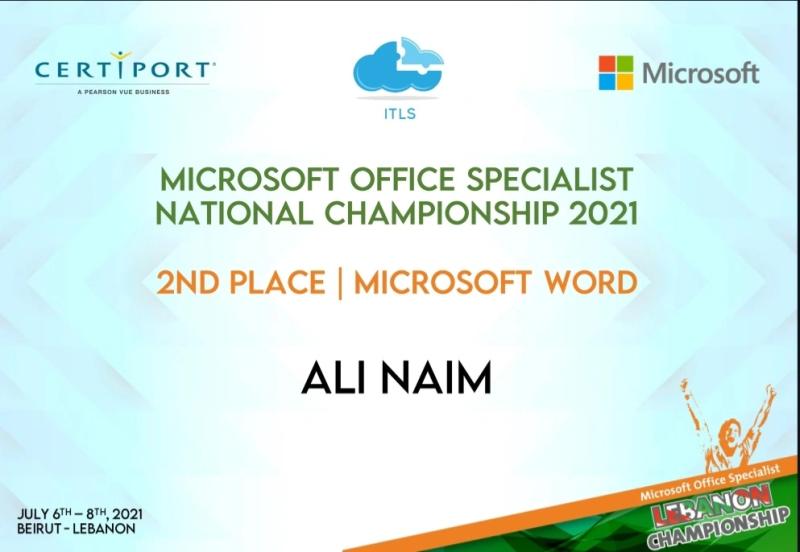 CERTIPORT®
A PEARSON VUE BUSINESS
ITLS
Microsoft
MICROSOFT OFFICE SPECIALIST
NATIONAL CHAMPIONSHIP 2021
2ND PLACE | MICROSOFT WORD
ALI NAIM
JULY 6TH – 8TH, 2021
BEIRUT - LEBANON
Microsoft Office Specialist
LEBANON
CHAMPIONSHIP